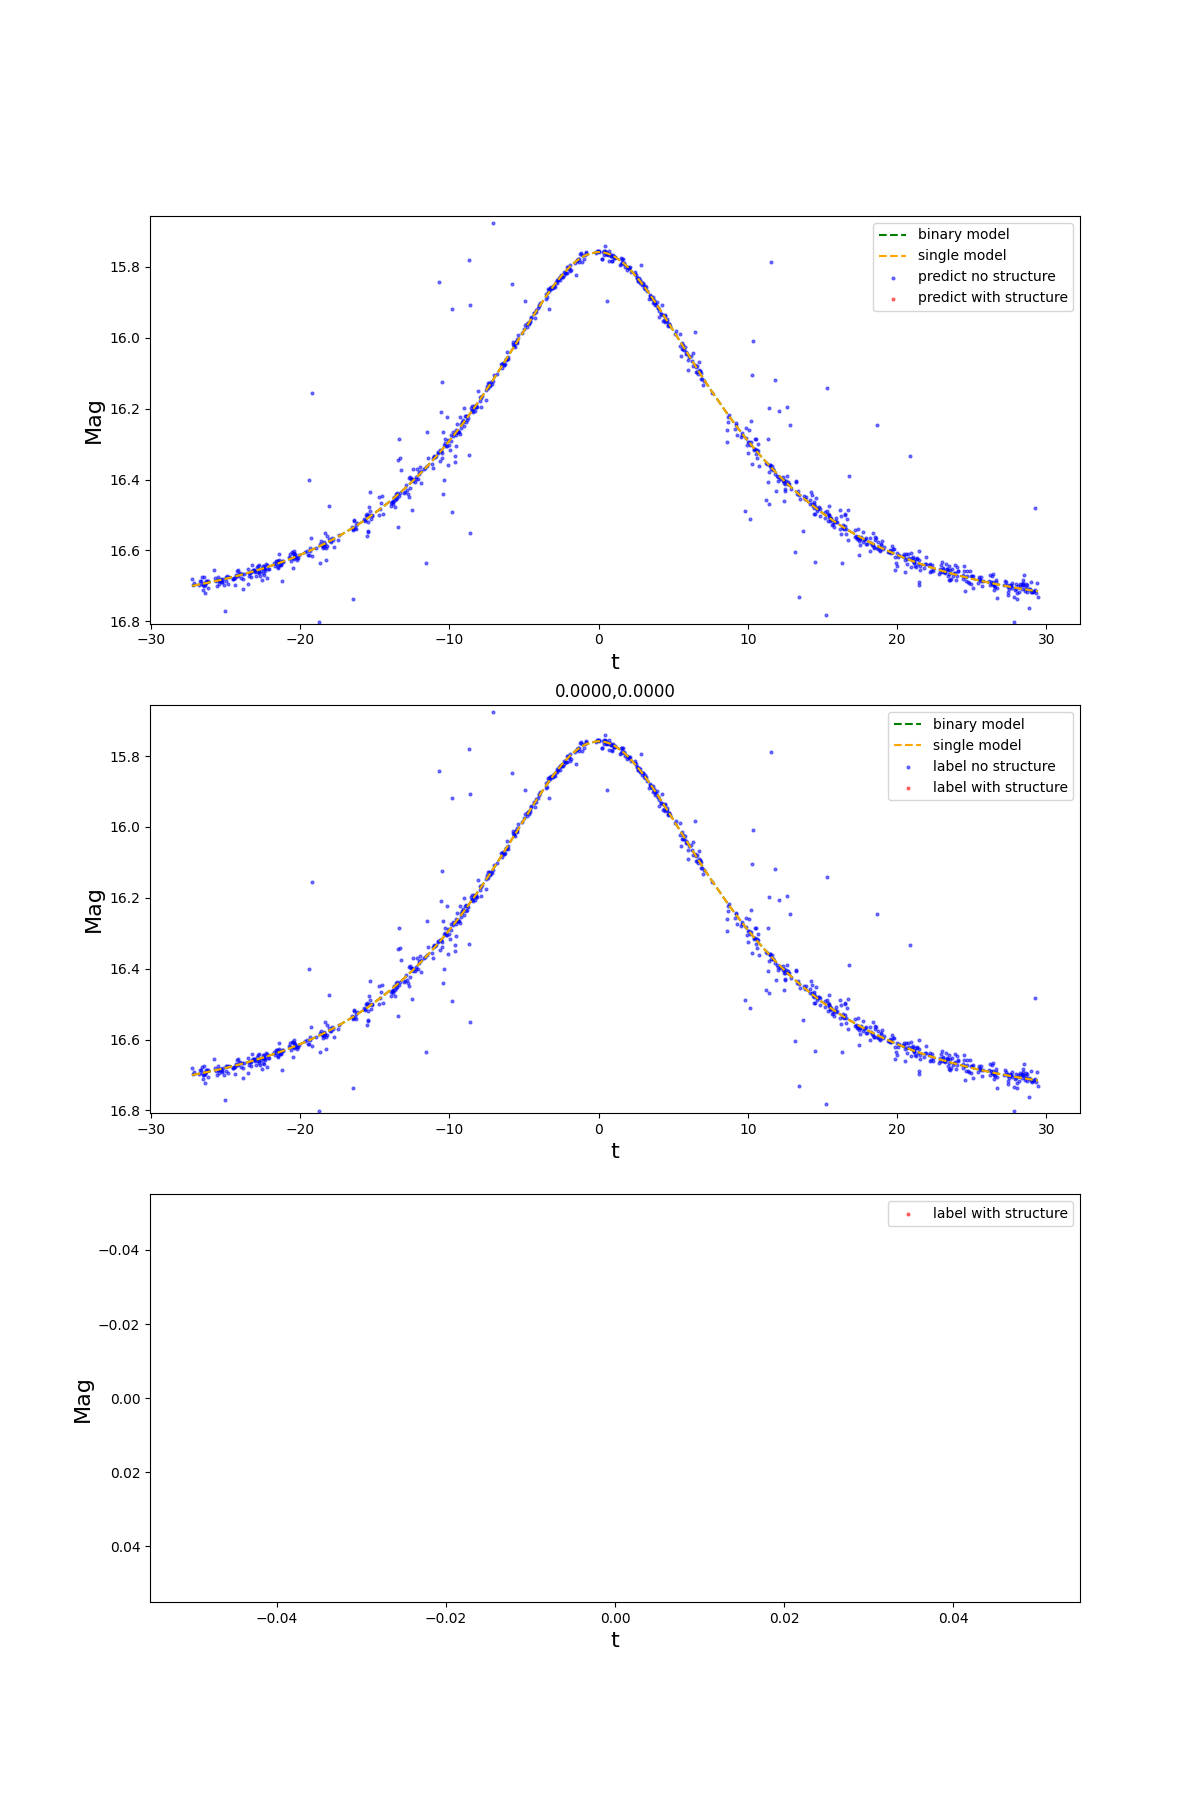 binary model
single model
predict no structure
predict with structure
15.8
16.0
16.2
16.4
16.6
16.8
Mag
−30
−20
−10
0
10
20
30
t
0.0000,0.0000
binary model
single model
label no structure
label with structure
15.8
16.0
16.2
16.4
16.6
16.8
Mag
−30
−20
−10
0
10
20
30
t
label with structure
−0.04
−0.02
0.00
0.02
0.04
Mag
−0.04
−0.02
0.00
0.02
0.04
t